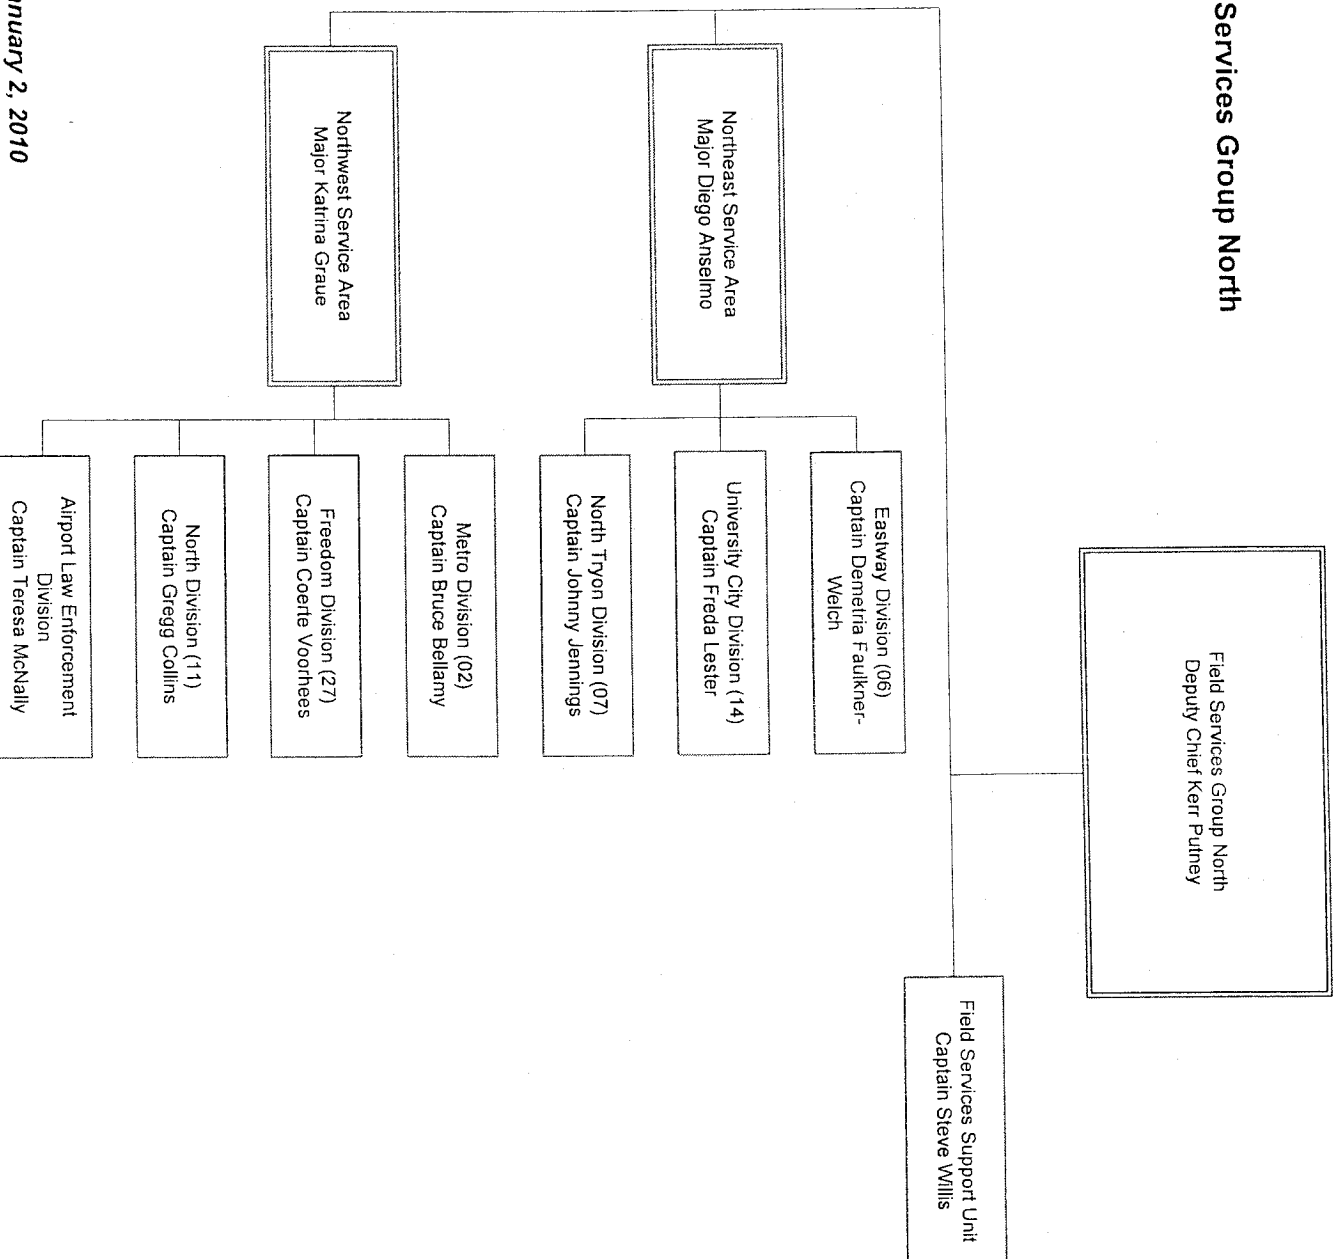 Services Group North
Field Services Group North
Deputy Chief Kerr Putney
Field Services Support Unit
Captain Steve Willis
Northeast Service Area
Major Diego Anselmo
Eastway Division (06)
Captain Demetria Faulkner-
Welch
University City Division (14)
Captain Freda Lester
North Tryon Division (07)
Captain Johnny Jennings
Northwest Service Area
Major Katrina Graue
Metro Division (02)
Captain Bruce Bellamy
Freedom Division (27)
Captain Coerte Voorhees
North Division (11)
Captain Gregg Collins
Airport Law Enforcement
Division
Captain Teresa McNally
anuary 2, 2010